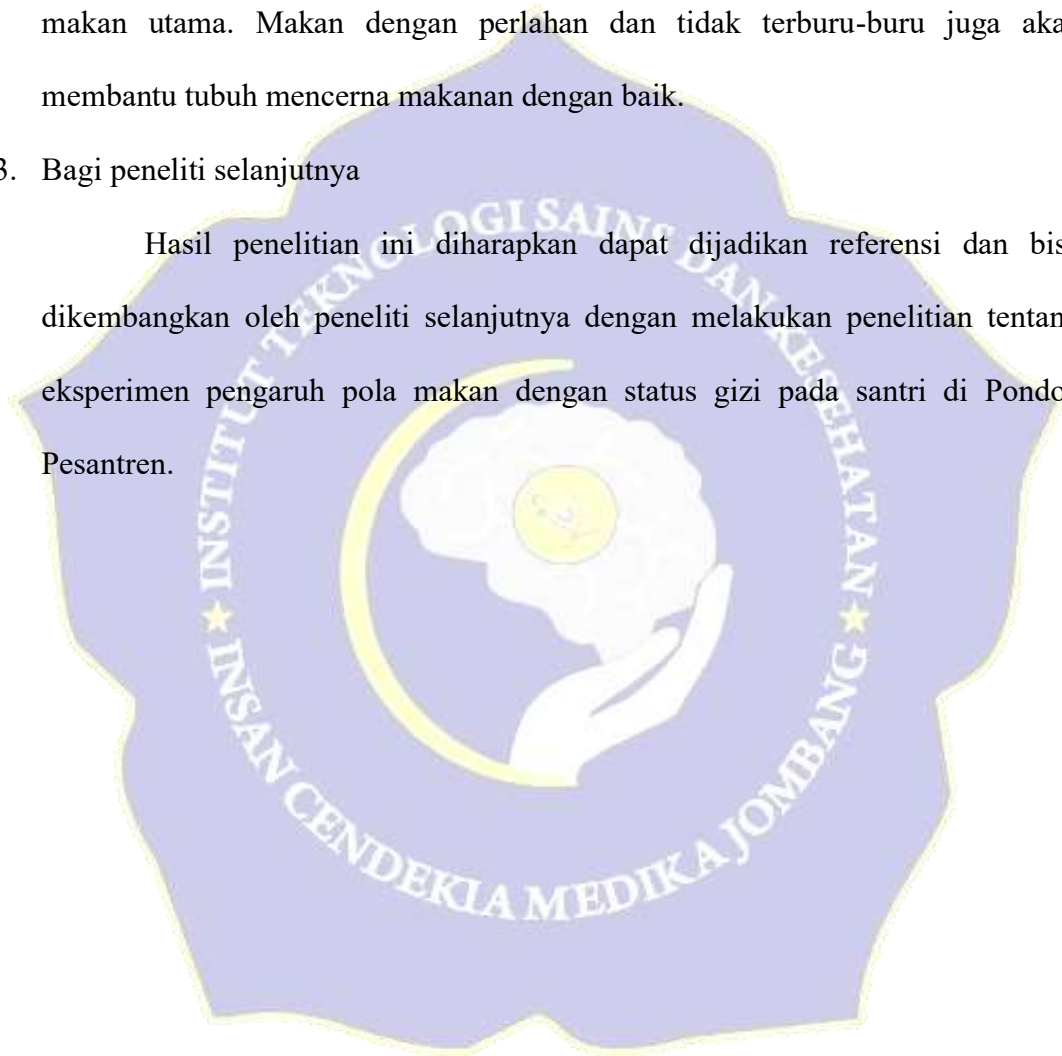 makan utama. Makan dengan perlahan dan tidak terburu-buru juga aka
membantu tubuh mencerna makanan dengan baik.
3. Bagi peneliti selanjutnya
Hasil penelitian ini diharapkan dapat dijadikan referensi dan bis
dikembangkan oleh peneliti selanjutnya dengan melakukan penelitian tentan
eksperimen pengaruh pola makan dengan status gizi pada santri di Pondo
Pesantren.
INSTITUT TEKNOLOGI SAINS DAN KESEHATAN
INSAN CENDEKIA MEDIKA JOMBANG